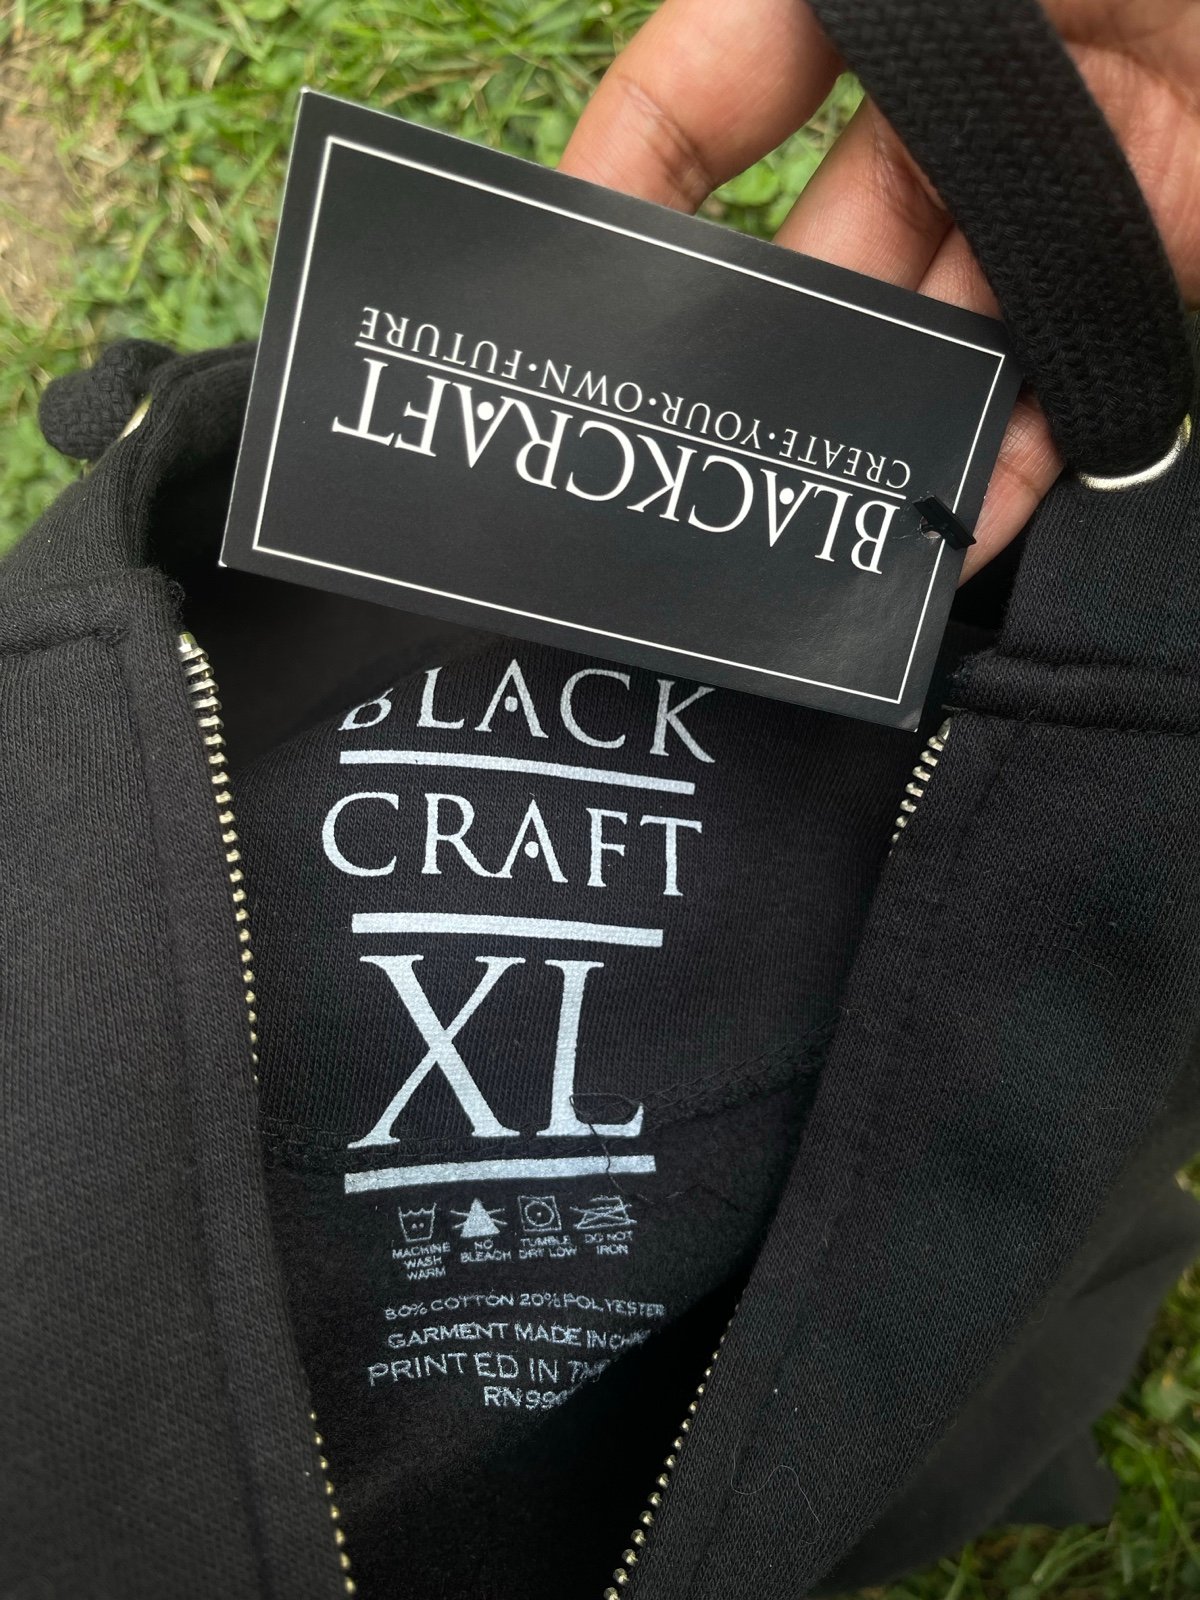 BLACKCRAFT
CREATE·YOUR·OWN·FUTURE
BLACK
CRAFT
XL
MACHINE WASH WARM
NO BLEACH
TUMBLE DRY LOW
DO NOT IRON
80% COTTON 20% POLYESTER
GARMENT MADE IN
PRINTED IN